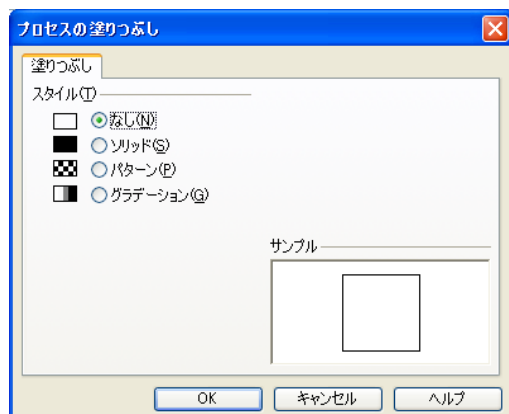 プロセスの塗りつぶし
塗りつぶし
スタイル(T)
なし(N)
ソリッド(S)
パターン(P)
グラデーション(G)
サンプル
OK キャンセル ヘルプ